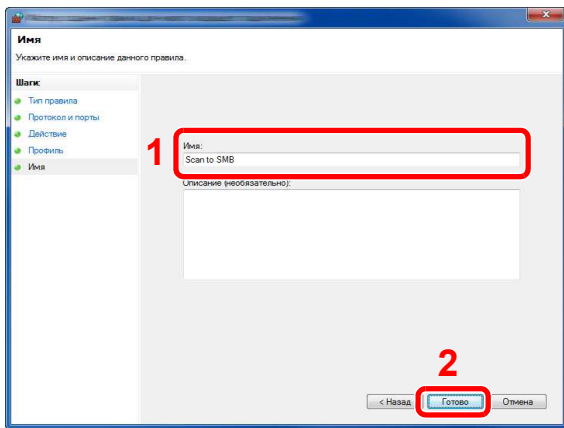 Имя
Укажите имя и описание данного правила.
Шаги:
Тип правила
Протокол и порты
Действие
Профиль
Имя
1
Имя:
Scan to SMB
Описание (необязательно):
2
< Назад
Готово
Отмена